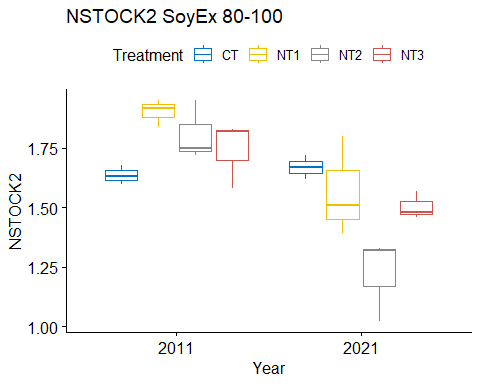 NSTOCK2 SoyEx 80-100
Treatment CT NT1 NT2 NT3
NSTOCK2
1.75
1.50
1.25
1.00
2011 2021
Year